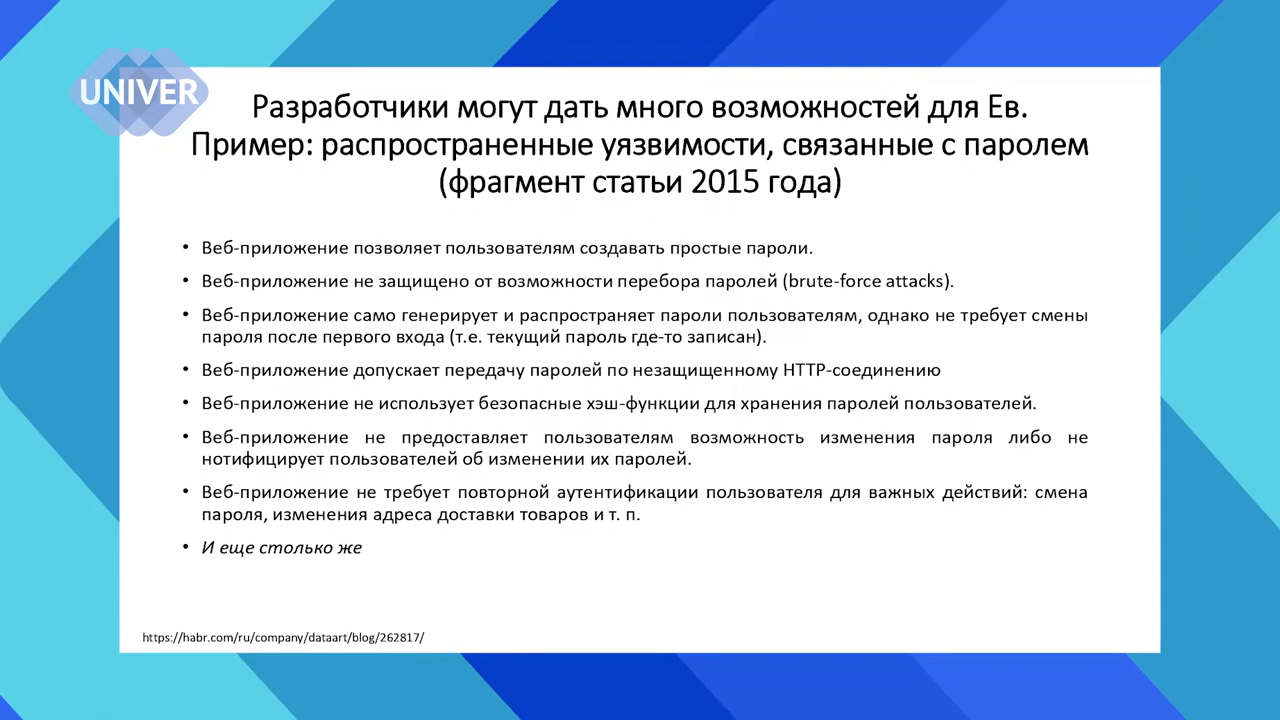 UNIVER
Разработчики могут дать много возможностей для Ев.
Пример: распространенные уязвимости, связанные с паролем
(фрагмент статьи 2015 года)
• Веб-приложение позволяет пользователям создавать простые пароли.
• Веб-приложение не защищено от возможности перебора паролей (brute-force attacks).
• Веб-приложение само генерирует и распространяет пароли пользователям, однако не требует смены
пароля после первого входа (т.е. текущий пароль где-то записан).
• Веб-приложение допускает передачу паролей по незащищенному HTTP-соединению
• Веб-приложение не использует безопасные хэш-функции для хранения паролей пользователей.
• Веб-приложение не предоставляет пользователям возможность изменения пароля либо не
нотифицирует пользователей об изменении их паролей.
• Веб-приложение не требует повторной аутентификации пользователя для важных действий: смена
пароля, изменения адреса доставки товаров и т. п.
• И еще столько же
https://habr.com/ru/company/dataart/blog/262817/